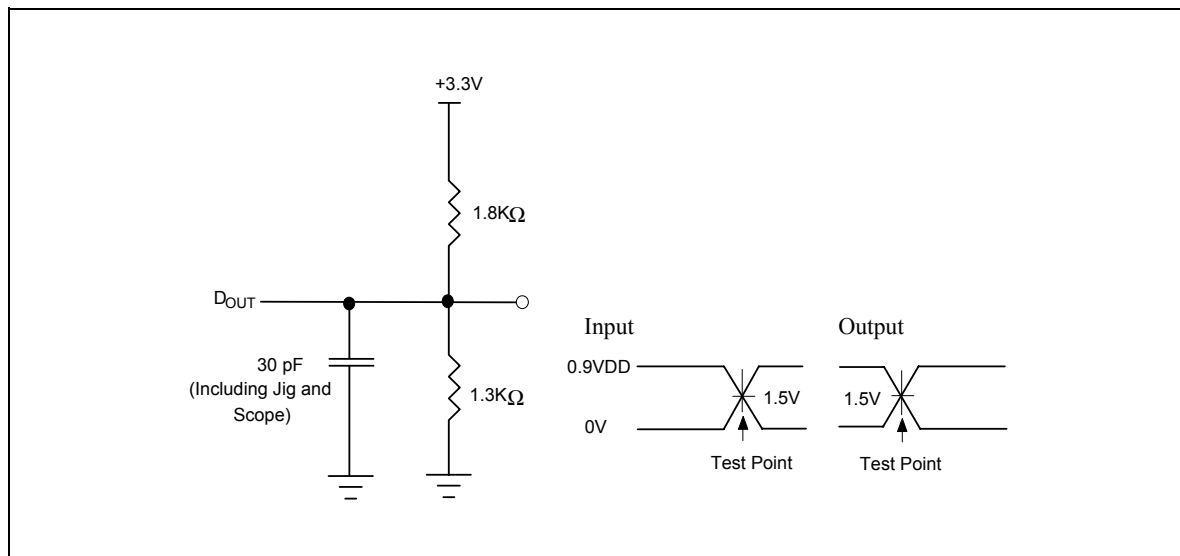 +3.3V
1.8KΩ
DOUT
30 pF
(Including Jig and
Scope)
1.3KΩ
Input
Output
0.9VDD
1.5V
1.5V
0V
Test Point
Test Point